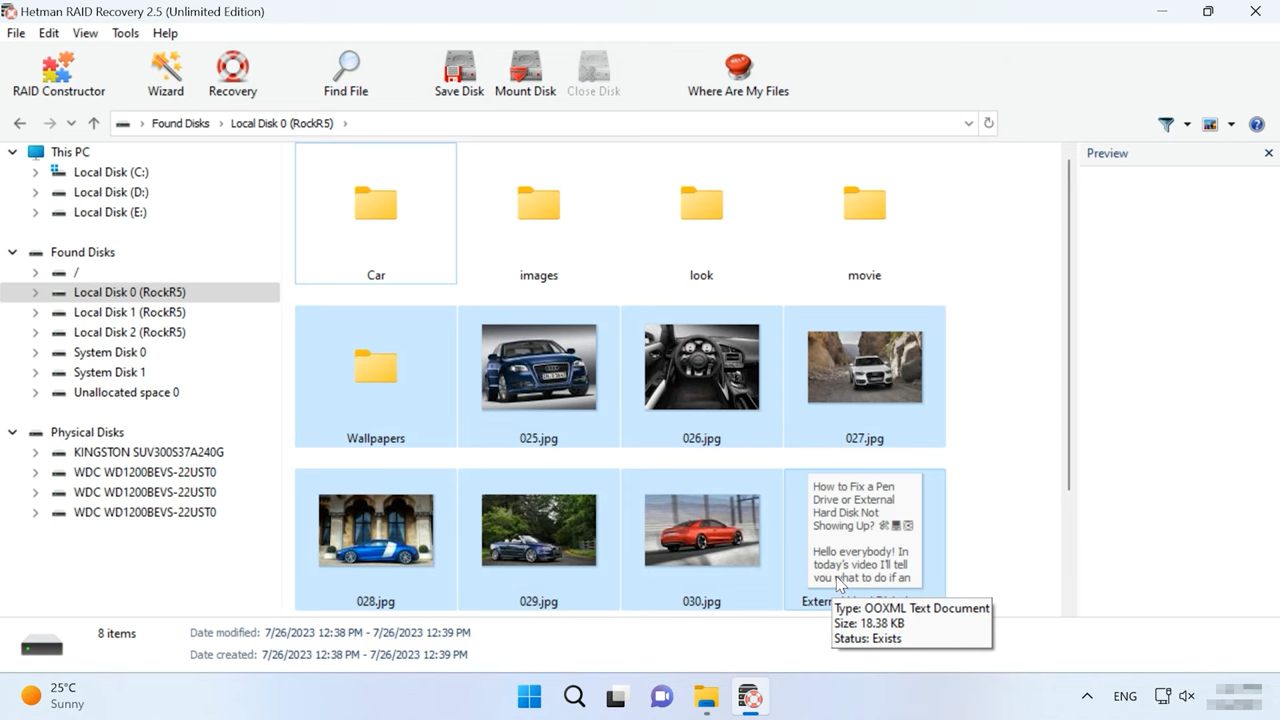 Hetman RAID Recovery 2.5 (Unlimited Edition)
File Edit View Tools Help
RAID Constructor Wizard Recovery Find File Save Disk Mount Disk Close Disk Where Are My Files
Found Disks Local Disk 0 (RockR5)
This PC
Local Disk (C:)
Local Disk (D:)
Local Disk (E:)
Found Disks
/
Local Disk 0 (RockR5)
Local Disk 1 (RockR5)
Local Disk 2 (RockR5)
System Disk 0
System Disk 1
Unallocated space 0
Physical Disks
KINGSTON SUV300S37A240G
WDC WD1200BEVS-22UST0
WDC WD1200BEVS-22UST0
WDC WD1200BEVS-22UST0
Car images look movie
Wallpapers 025.jpg 026.jpg 027.jpg
How to Fix a Pen
Drive or External
Hard Disk Not
Showing Up?
Hello everybody! In
today's video I'll tell
you what to do if an
028.jpg 029.jpg 030.jpg
Type: OOXML Text Document
Size: 18.38 KB
Status: Exists
Preview
8 items
Date modified: 7/26/2023 12:38 PM - 7/26/2023 12:39 PM
Date created: 7/26/2023 12:38 PM - 7/26/2023 12:39 PM
25°C
Sunny
ENG